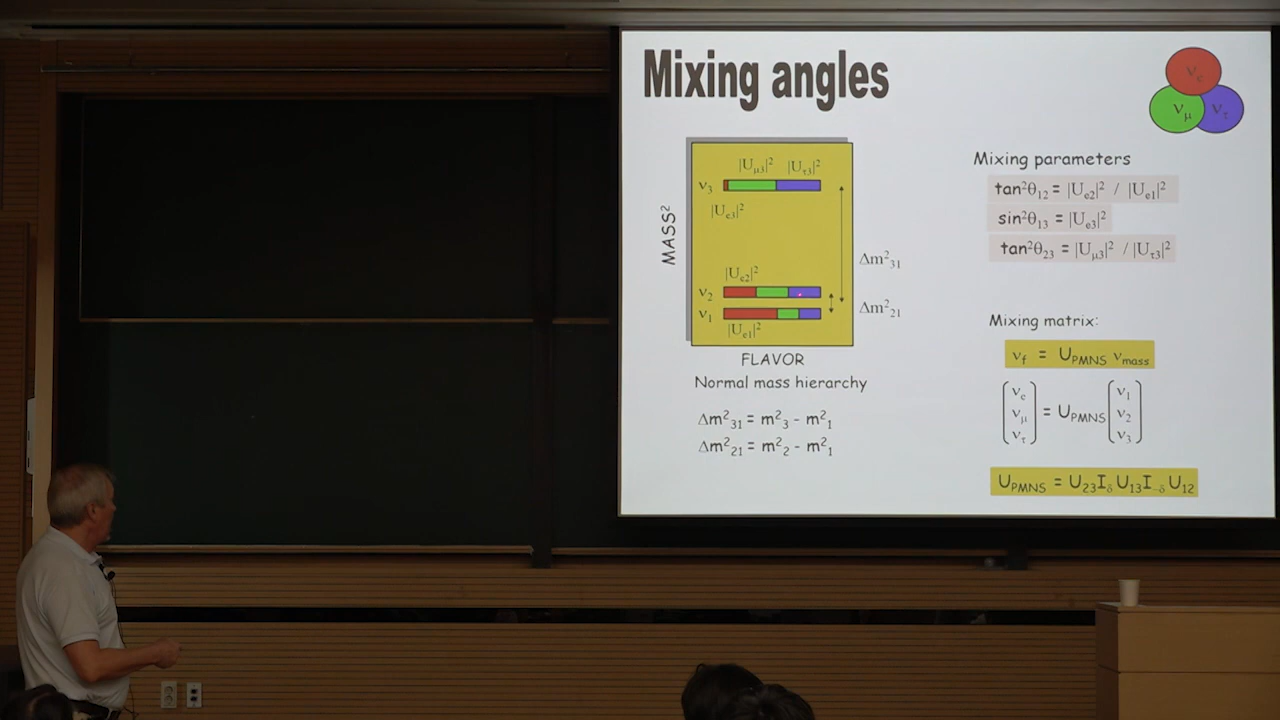 Mixing angles
νe
νμ
ντ
|Uμ3|² |Uτ3|²
ν3
|Ue3|²
MASS²
Δm²31
|Ue2|²
ν2
Δm²21
ν1
|Ue1|²
FLAVOR
Normal mass hierarchy
Δm²31 = m²3 - m²1
Δm²21 = m²2 - m²1
Mixing parameters
tan²θ12 = |Ue2|² / |Ue1|²
sin²θ13 = |Ue3|²
tan²θ23 = |Uμ3|² / |Uτ3|²
Mixing matrix:
νf = UPMNS νmass
νe
νμ
ντ
= UPMNS
ν1
ν2
ν3
UPMNS = U23IδU13I-δU12